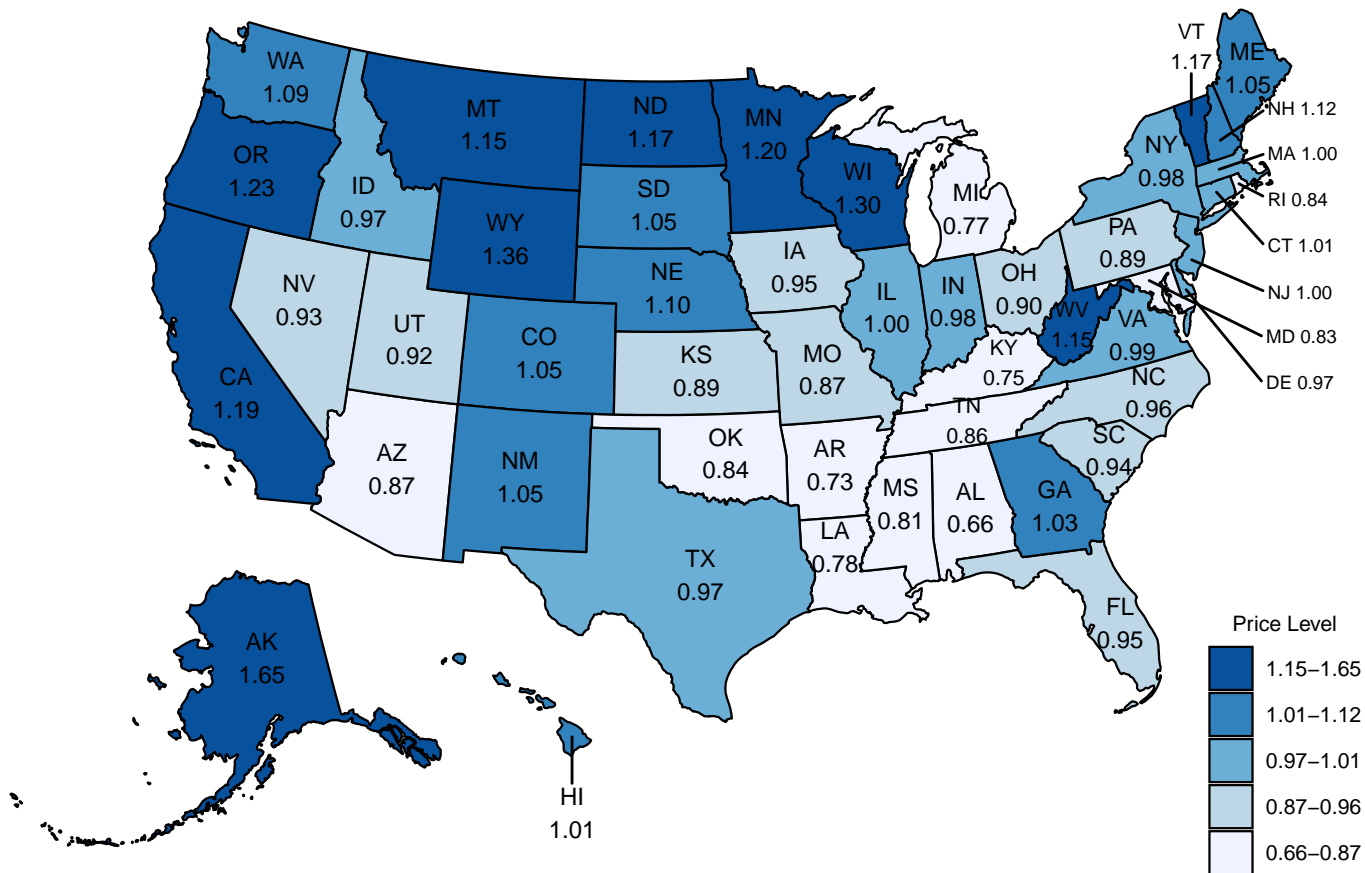 WA
1.09
OR
1.23
CA
1.19
ID
0.97
NV
0.93
MT
1.15
WY
1.36
UT
0.92
AZ
0.87
CO
1.05
NM
1.05
ND
1.17
SD
1.05
NE
1.10
KS
0.89
OK
0.84
TX
0.97
MN
1.20
IA
0.95
MO
0.87
AR
0.73
LA
0.78
WI
1.30
IL
1.00
MI
0.77
IN
0.98
OH
0.90
KY
0.75
TN
0.86
MS
0.81
AL
0.66
GA
1.03
FL
0.95
SC
0.94
NC
0.96
VA
0.99
WV
1.15
PA
0.89
NY
0.98
VT
1.17
ME
1.05
NH 1.12
MA 1.00
RI 0.84
CT 1.01
NJ 1.00
MD 0.83
DE 0.97
AK
1.65
HI
1.01
Price Level
1.15–1.65
1.01–1.12
0.97–1.01
0.87–0.96
0.66–0.87